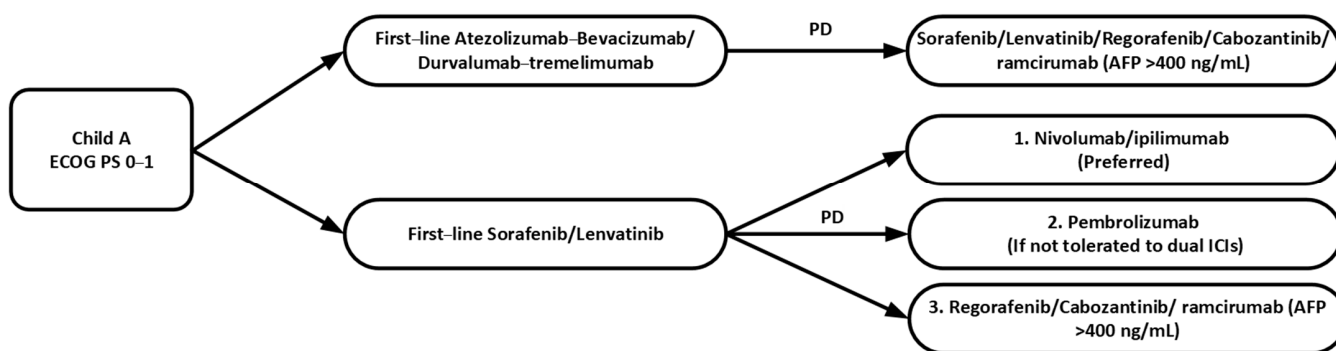 Child A
ECOG PS 0–1
First–line Atezolizumab–Bevacizumab/
Durvalumab–tremelimumab
PD
Sorafenib/Lenvatinib/Regorafenib/Cabozantinib/
ramcirumab (AFP >400 ng/mL)
First–line Sorafenib/Lenvatinib
PD
1. Nivolumab/ipilimumab
(Preferred)
2. Pembrolizumab
(If not tolerated to dual ICIs)
3. Regorafenib/Cabozantinib/ ramcirumab (AFP
>400 ng/mL)